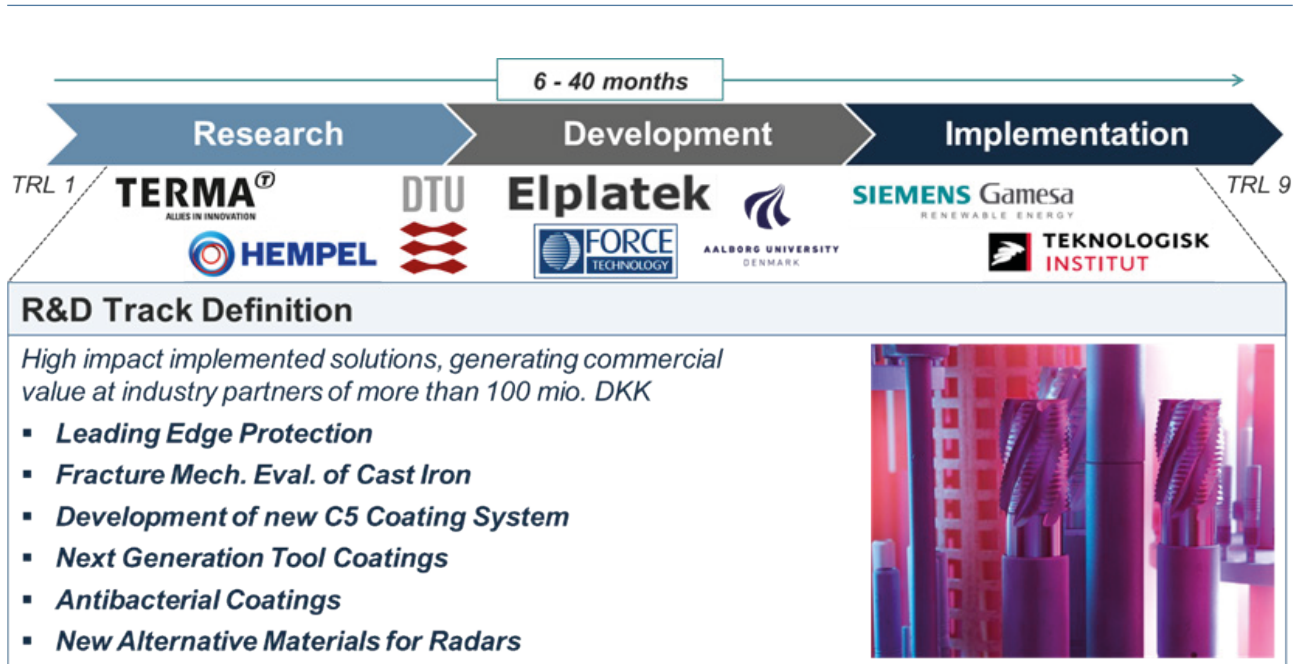 6 - 40 months
Research
Development
Implementation
TRL 1
TRL 9
TERMA T
ALLIES IN INNOVATION
HEMPEL
DTU
Elplatek
FORCE
TECHNOLOGY
AALBORG UNIVERSITY
DENMARK
SIEMENS Gamesa
RENEWABLE ENERGY
TEKNOLOGISK
INSTITUT
R&D Track Definition
High impact implemented solutions, generating commercial
value at industry partners of more than 100 mio. DKK
▪ Leading Edge Protection
▪ Fracture Mech. Eval. of Cast Iron
▪ Development of new C5 Coating System
▪ Next Generation Tool Coatings
▪ Antibacterial Coatings
▪ New Alternative Materials for Radars